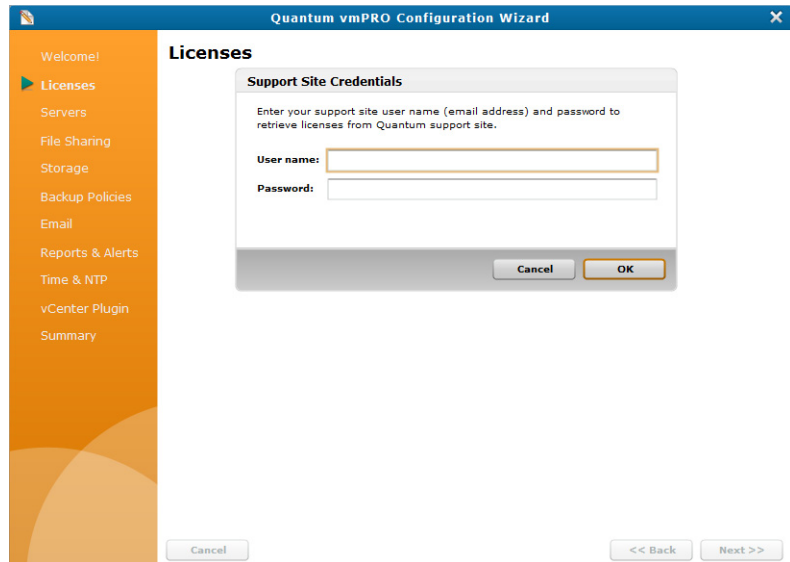 Quantum vmPRO Configuration Wizard
Welcome!
Licenses
Servers
File Sharing
Storage
Backup Policies
Email
Reports & Alerts
Time & NTP
vCenter Plugin
Summary
Licenses
Support Site Credentials
Enter your support site user name (email address) and password to
retrieve licenses from Quantum support site.
User name:
Password:
Cancel OK
Cancel << Back Next >>